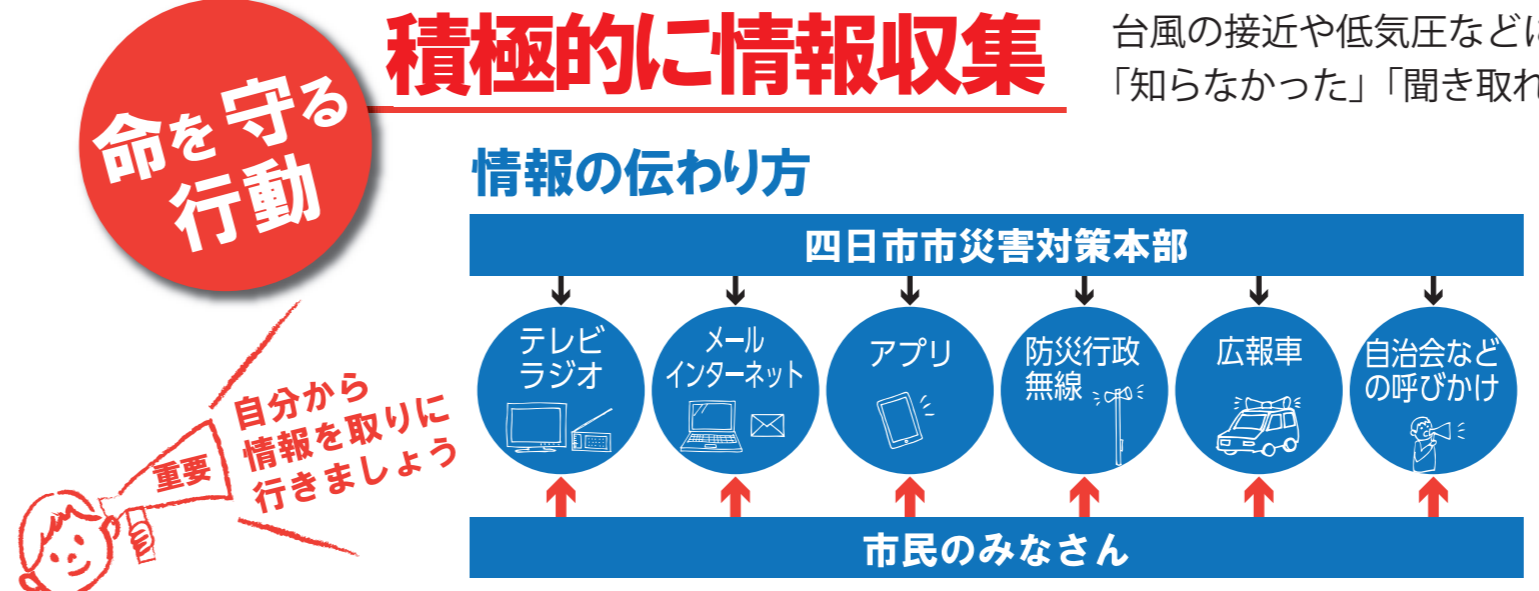 命を守る
行動
積極的に情報収集
台風の接近や低気圧などに
「知らなかった」「聞き取れ
情報の伝わり方
四日市市災害対策本部
テレビ
ラジオ
メール
インターネット
アプリ
防災行政
無線
広報車
自治会など
の呼びかけ
重要
自分から
情報を取りに
行きましょう
市民のみなさん